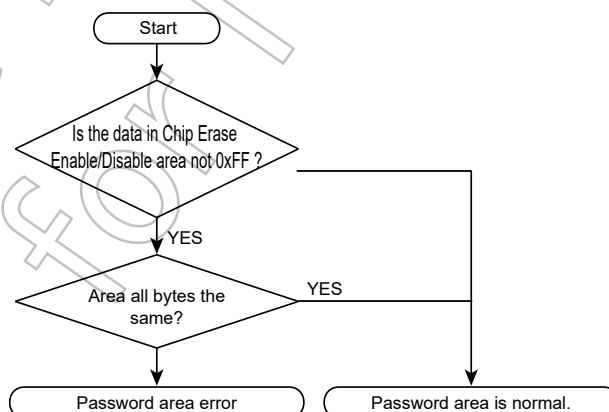 Start
Is the data in Chip Erase
Enable/Disable area not 0xFF ?
YES
Area all bytes the
same?
YES
Password area error
Password area is normal.